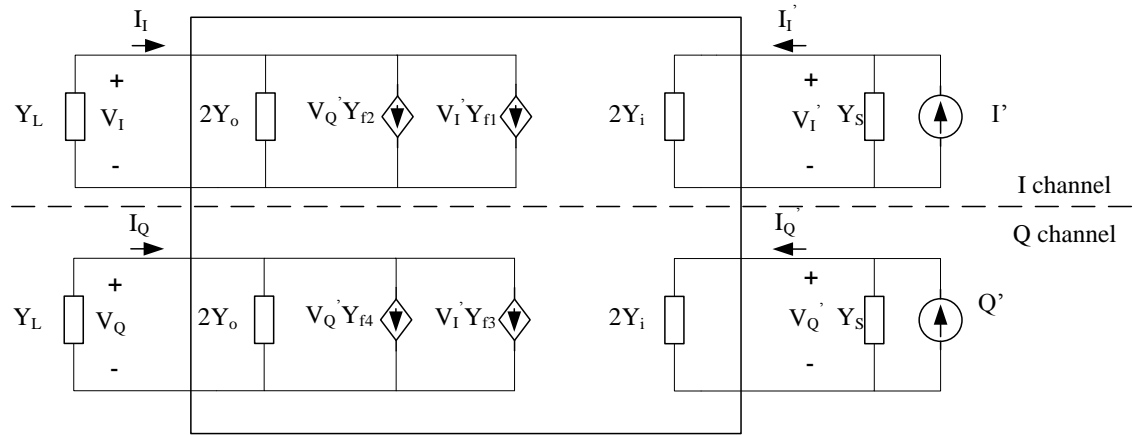 I_I I_I'
+ +
Y_L V_I 2Y_o V_Q'Y_f2 V_I'Y_f1 2Y_i V_I' Y_S I'
- -
I channel
I_Q I_Q' Q channel
+ +
Y_L V_Q 2Y_o V_Q'Y_f4 V_I'Y_f3 2Y_i V_Q' Y_S Q'
- -